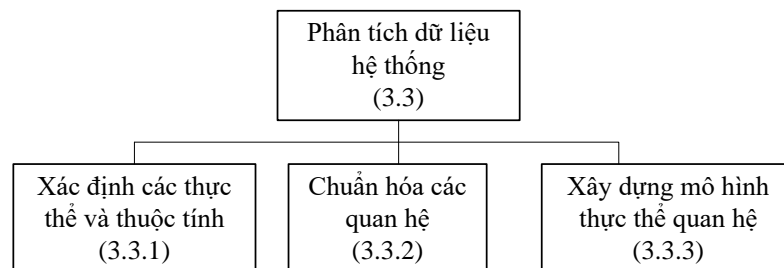 Phân tích dữ liệu
hệ thống
(3.3)
Xác định các thực
thể và thuộc tính
(3.3.1)
Chuẩn hóa các
quan hệ
(3.3.2)
Xây dựng mô hình
thực thể quan hệ
(3.3.3)